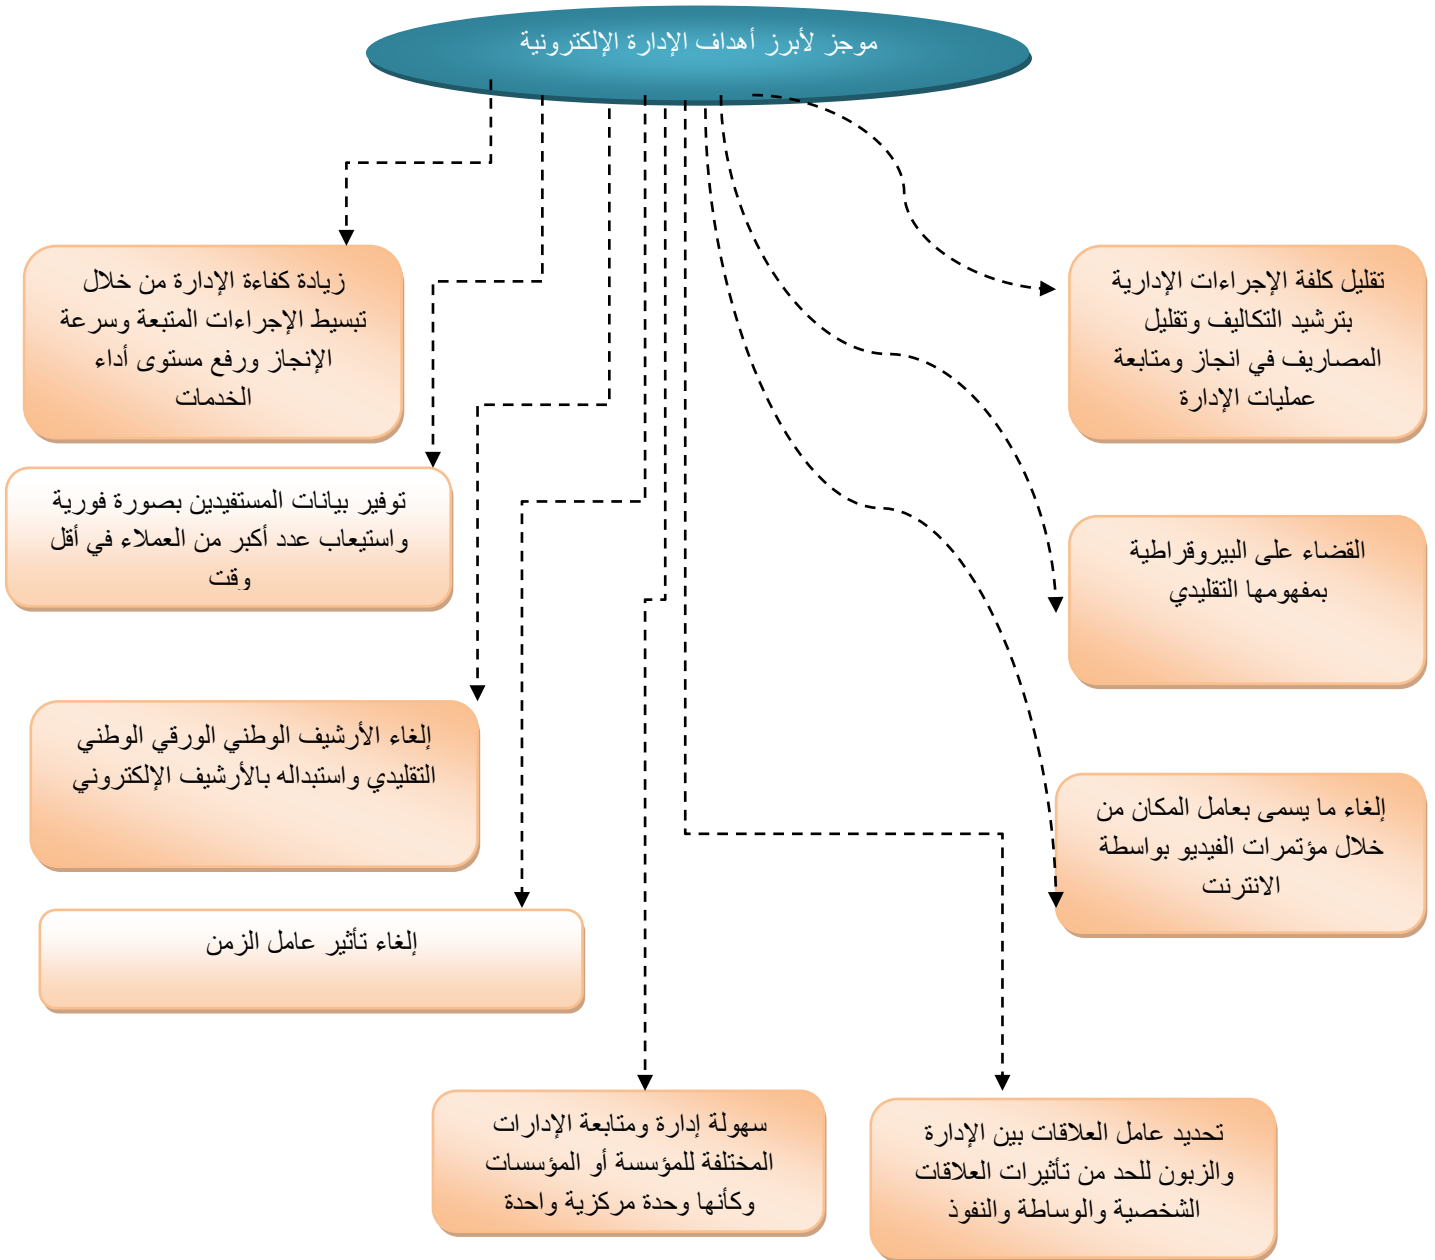 موجز لأبرز أهداف الإدارة الإلكترونية
تقليل كلفة الإجراءات الإدارية
بترشيد التكاليف وتقليل
المصاريف في انجاز ومتابعة
عمليات الإدارة
القضاء على البيروقراطية
بمفهومها التقليدي
إلغاء ما يسمى بعامل المكان من
خلال مؤتمرات الفيديو بواسطة
الانترنت
تحديد عامل العلاقات بين الإدارة
والزبون للحد من تأثيرات العلاقات
الشخصية والوساطة والنفوذ
سهولة إدارة ومتابعة الإدارات
المختلفة للمؤسسة أو المؤسسات
وكأنها وحدة مركزية واحدة
زيادة كفاءة الإدارة من خلال
تبسيط الإجراءات المتبعة وسرعة
الإنجاز ورفع مستوى أداء
الخدمات
توفير بيانات المستفيدين بصورة فورية
واستيعاب عدد أكبر من العملاء في أقل
وقت
إلغاء الأرشيف الوطني الورقي الوطني
التقليدي واستبداله بالأرشيف الإلكتروني
إلغاء تأثير عامل الزمن